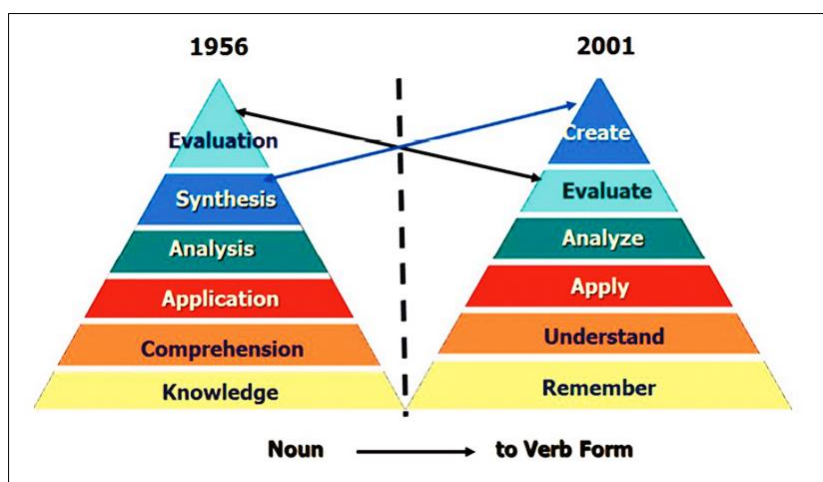 1956
Evaluation
Synthesis
Analysis
Application
Comprehension
Knowledge
2001
Create
Evaluate
Analyze
Apply
Understand
Remember
Noun to Verb Form